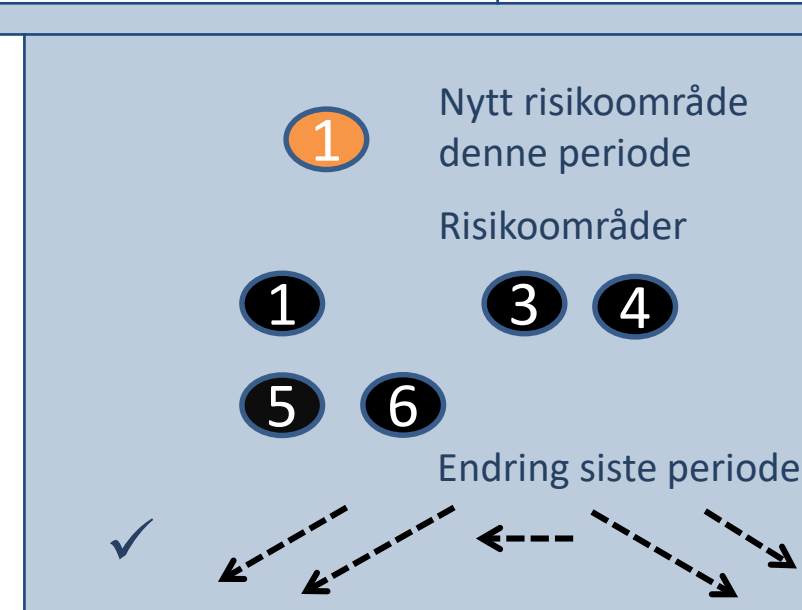 1
Nytt risikoområde
denne periode
Risikoområder
1 3 4
5 6
Endring siste periode